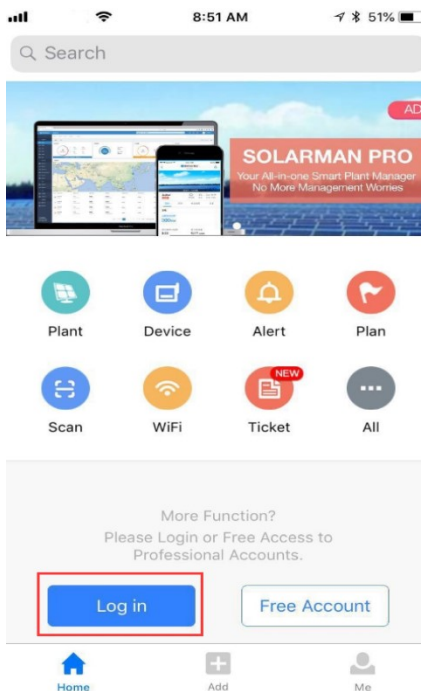 8:51 AM
51%
Search
AD
SOLARMAN PRO
Your All-in-one Smart Plant Manager
No More Management Worries
Plant
Device
Alert
Plan
NEW
Scan
WiFi
Ticket
All
More Function?
Please Login or Free Access to
Professional Accounts.
Log in
Free Account
Home
Add
Me